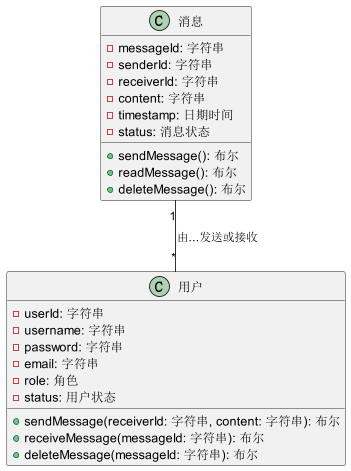 C 消息
messageId: 字符串
senderId: 字符串
receiverId: 字符串
content: 字符串
timestamp: 日期时间
status: 消息状态
sendMessage(): 布尔
readMessage(): 布尔
deleteMessage(): 布尔
1
由...发送或接收
*
C 用户
userId: 字符串
username: 字符串
password: 字符串
email: 字符串
role: 角色
status: 用户状态
sendMessage(receiverId: 字符串, content: 字符串): 布尔
receiveMessage(messageId: 字符串): 布尔
deleteMessage(messageId: 字符串): 布尔